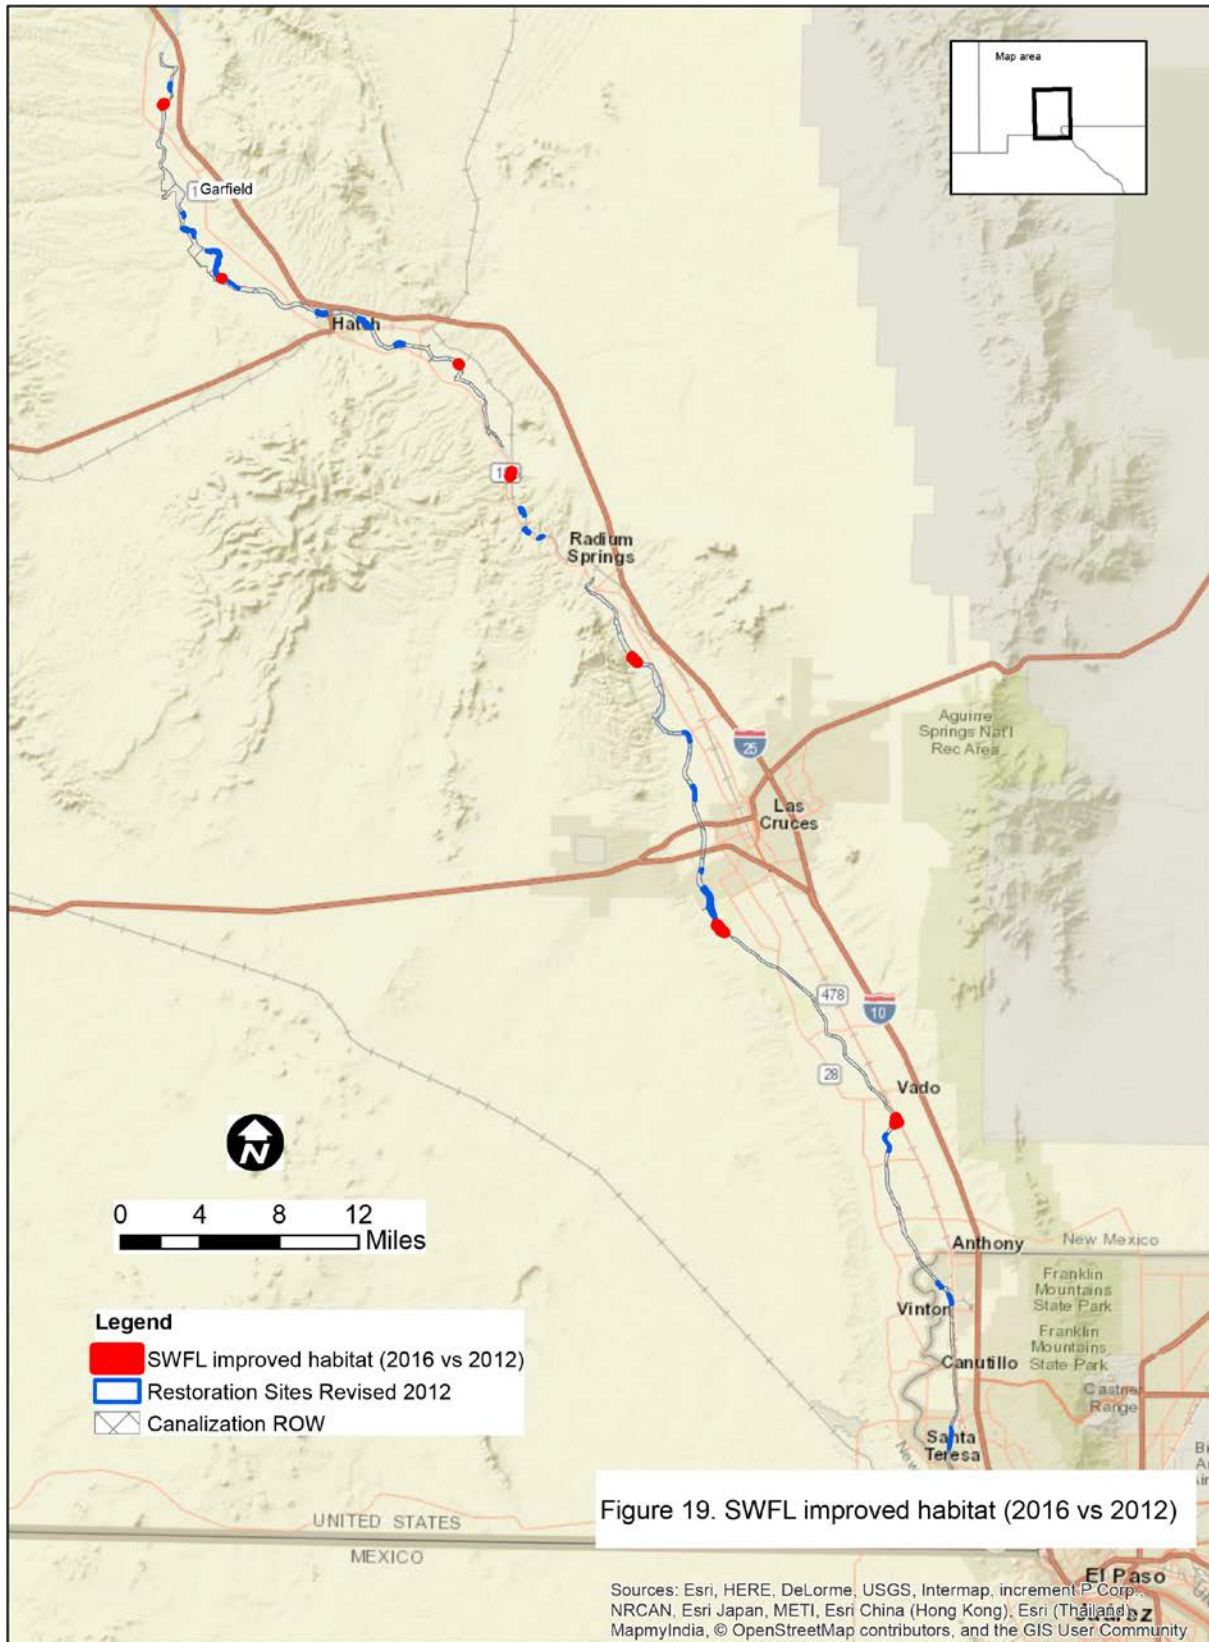 Map area
Garfield
Hatch
Radium
Springs
Aguirre
Springs Nat'l
Rec Area
25
Las
Cruces
478
10
28
Vado
N
0 4 8 12
Miles
Anthony
New Mexico
Franklin
Mountains
State Park
Vinton
Franklin
Mountains
State Park
Canutillo
Castner
Range
Santa
Teresa
Legend
SWFL improved habitat (2016 vs 2012)
Restoration Sites Revised 2012
Canalization ROW
Figure 19. SWFL improved habitat (2016 vs 2012)
UNITED STATES
MEXICO
El Paso
Juárez
Sources: Esri, HERE, DeLorme, USGS, Intermap, increment P Corp.,
NRCAN, Esri Japan, METI, Esri China (Hong Kong), Esri (Thailand),
MapmyIndia, © OpenStreetMap contributors, and the GIS User Community